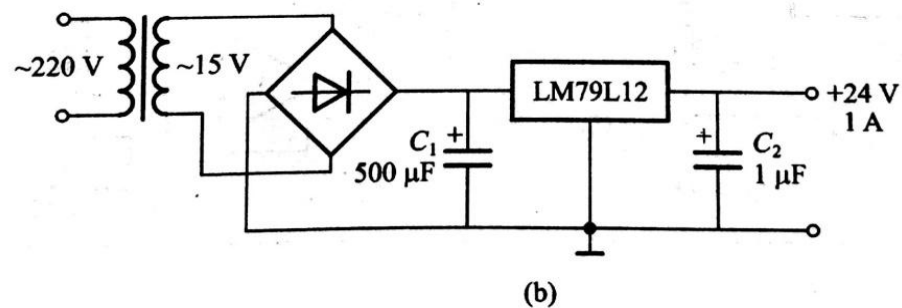 ~220 V
~15 V
LM79L12
+24 V
1 A
C₁
+
500 μF
+
C₂
1 μF
(b)